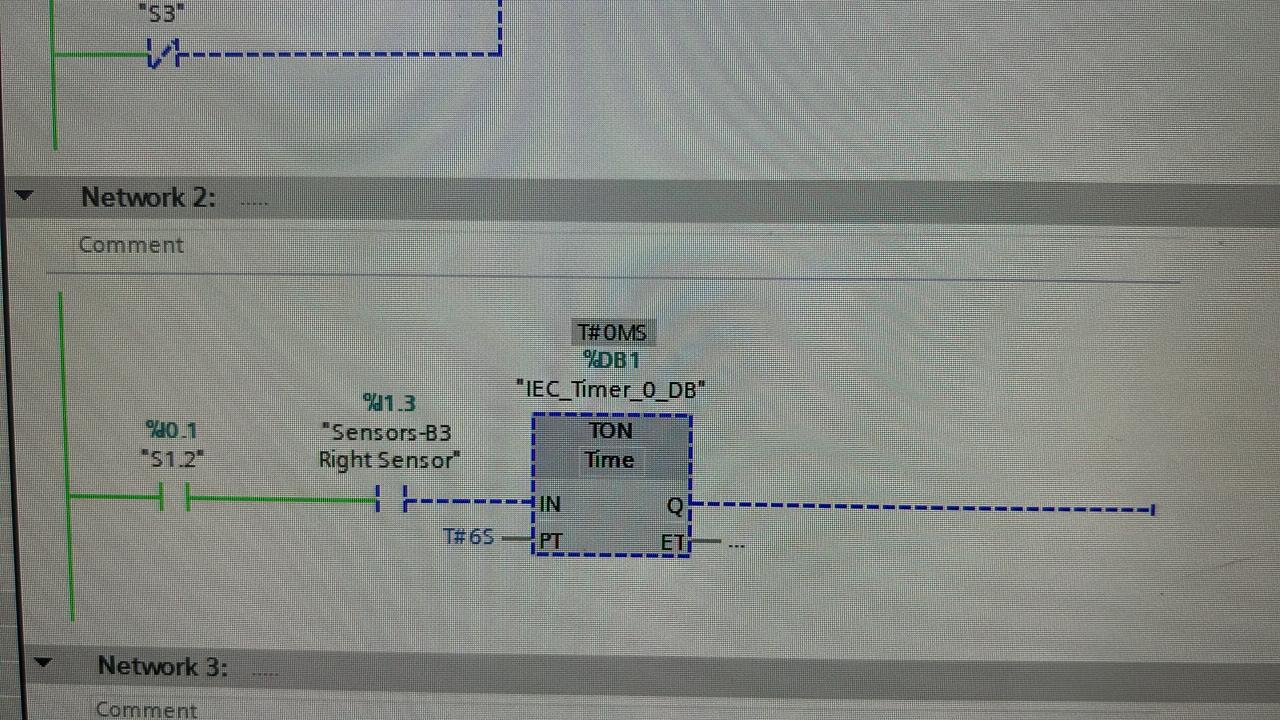 "S3"
Network 2: .....
Comment
T#0MS
%DB1
"IEC_Timer_0_DB"
%I1.3
%I0.1
"Sensors-B3
Right Sensor"
"S1.2"
TON
Time
IN
Q
T#6S
PT
ET
...
Network 3: .....
Comment